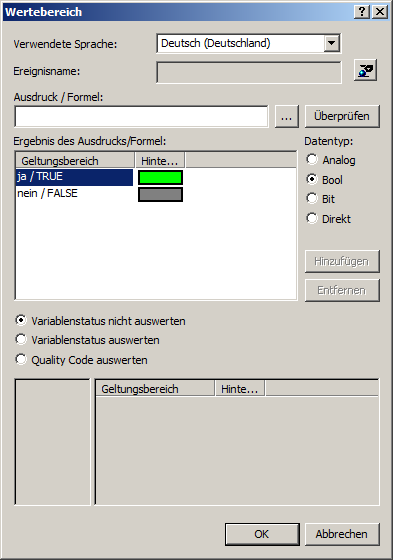 Wertebereich
Verwendete Sprache: Deutsch (Deutschland)
Ereignisname:
Ausdruck / Formel:
... Überprüfen
Ergebnis des Ausdrucks/Formel: Datentyp:
Geltungsbereich Hinte...
ja / TRUE
nein / FALSE
Analog
Bool
Bit
Direkt
Hinzufügen
Entfernen
Variablenstatus nicht auswerten
Variablenstatus auswerten
Quality Code auswerten
Geltungsbereich Hinte...
OK Abbrechen